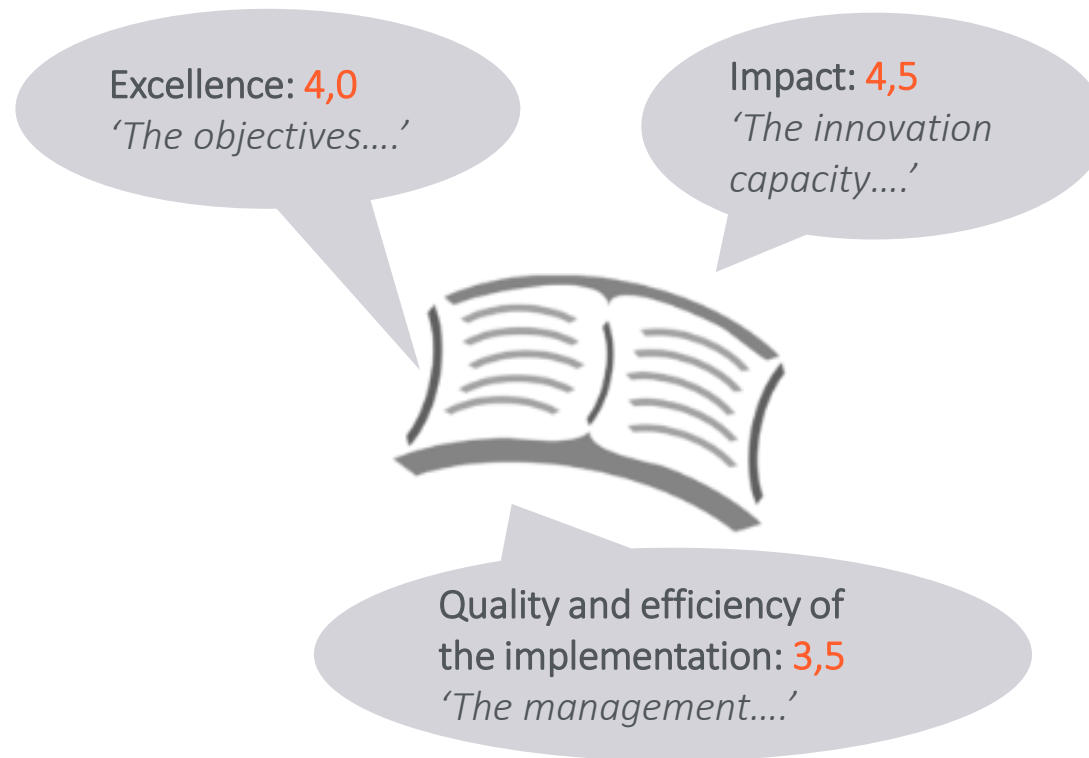 Excellence: 4,0
‘The objectives....’
Impact: 4,5
‘The innovation
capacity....’
Quality and efficiency of
the implementation: 3,5
‘The management....’